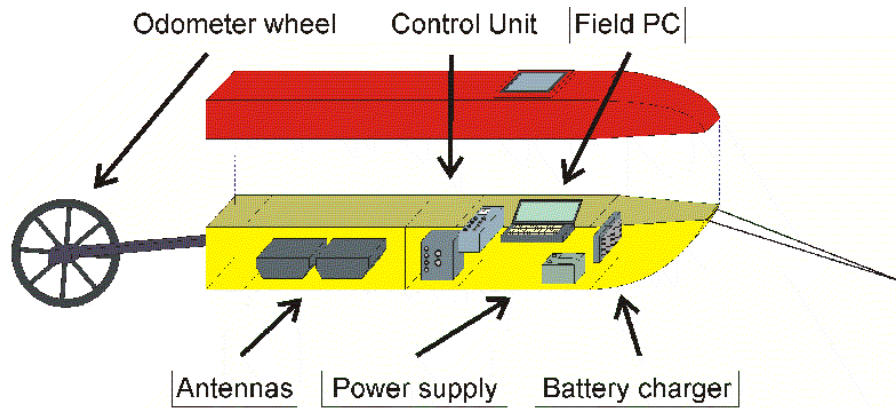 Odometer wheel
Control Unit
Field PC
Antennas
Power supply
Battery charger